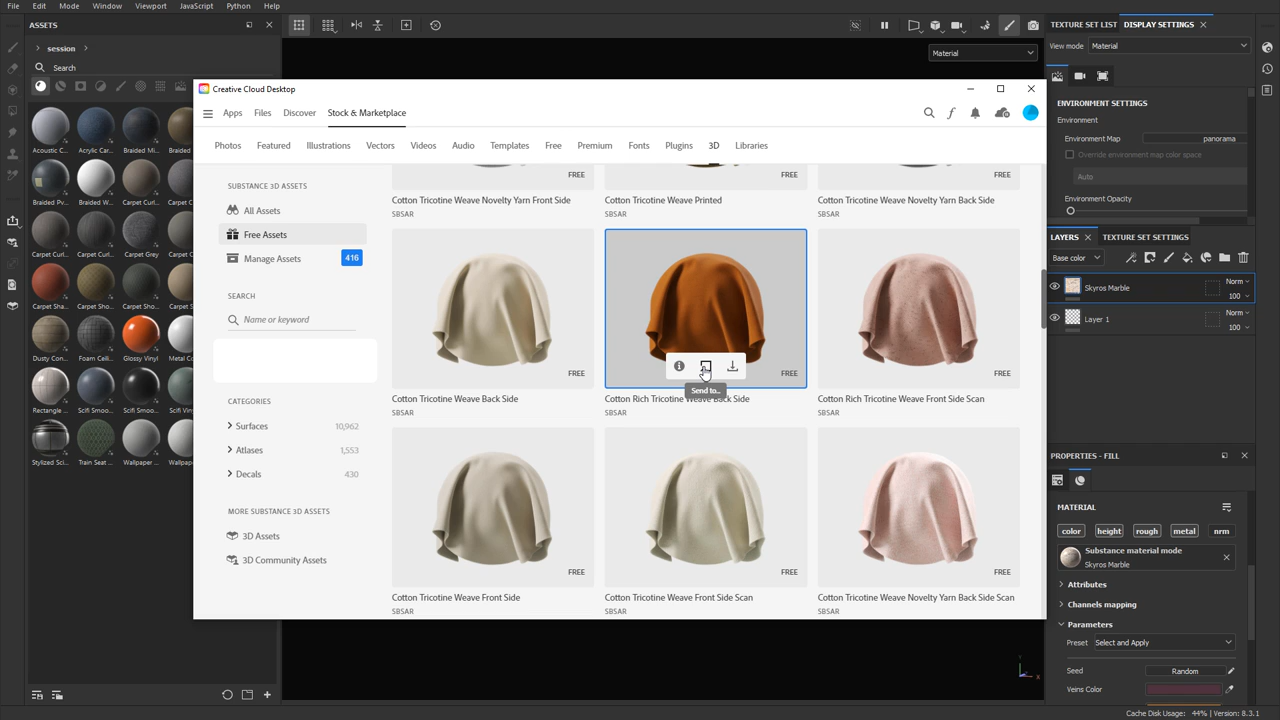 File Edit Mode Window Viewport JavaScript Python Help
ASSETS
session
Search
Material
TEXTURE SET LIST DISPLAY SETTINGS
View mode Material
ENVIRONMENT SETTINGS
Environment
Environment Map panorama
Override environment map color space
Auto
Environment Opacity
Creative Cloud Desktop
Apps Files Discover Stock & Marketplace
Photos Featured Illustrations Vectors Videos Audio Templates Free Premium Fonts Plugins 3D Libraries
SUBSTANCE 3D ASSETS
All Assets
Free Assets
Manage Assets 416
SEARCH
Name or keyword
CATEGORIES
Surfaces 10,962
Atlases 1,553
Decals 430
MORE SUBSTANCE 3D ASSETS
3D Assets
3D Community Assets
FREE FREE FREE
Cotton Tricotine Weave Novelty Yarn Front Side
SBSAR
Cotton Tricotine Weave Printed
SBSAR
Cotton Tricotine Weave Novelty Yarn Back Side
SBSAR
FREE FREE FREE
Send to...
Cotton Tricotine Weave Back Side
SBSAR
Cotton Rich Tricotine Weave Back Side
SBSAR
Cotton Rich Tricotine Weave Front Side Scan
SBSAR
FREE FREE FREE
Cotton Tricotine Weave Front Side
SBSAR
Cotton Tricotine Weave Front Side Scan
SBSAR
Cotton Tricotine Weave Novelty Yarn Back Side Scan
SBSAR
Acoustic C... Acrylic Car... Braided Mi... Braided
Braided Pv... Braided W... Carpet Cur... Carpet C
Carpet Curl... Carpet Curl... Carpet Grey Carpet
Carpet Sho... Carpet Sho... Carpet Sho... Carpet
Dusty Con... Foam Ceil... Glossy Vinyl Metal Co
Rectangle ... Scifi Moos... Scifi Smoo... Scifi Sm
Stylized Sci... Train Seat ... Wallpaper ... Wallpap
LAYERS TEXTURE SET SETTINGS
Base color
Skyros Marble Norm
100
Layer 1 Norm
100
PROPERTIES - FILL
MATERIAL
color height rough metal nrm
Substance material mode
Skyros Marble
Attributes
Channels mapping
Parameters
Preset Select and Apply
Seed Random
Veins Color
Cache Disk Usage: 44% | Version: 8.3.1